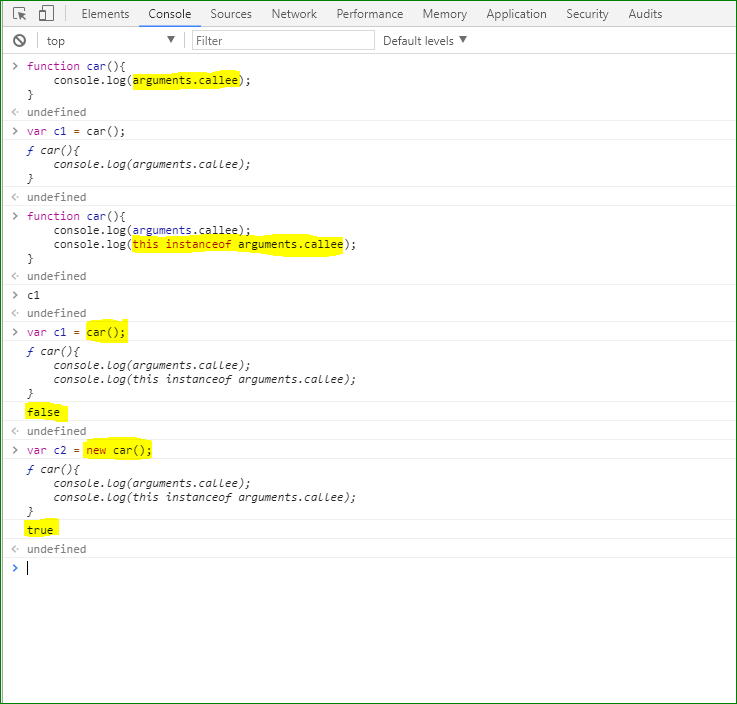 Elements Console Sources Network Performance Memory Application Security Audits
top ▼ Filter Default levels ▼
> function car(){
console.log(arguments.callee);
}
<· undefined
> var c1 = car();
ƒ car(){
console.log(arguments.callee);
}
<· undefined
> function car(){
console.log(arguments.callee);
console.log(this instanceof arguments.callee);
}
<· undefined
> c1
<· undefined
> var c1 = car();
ƒ car(){
console.log(arguments.callee);
console.log(this instanceof arguments.callee);
}
false
<· undefined
> var c2 = new car();
ƒ car(){
console.log(arguments.callee);
console.log(this instanceof arguments.callee);
}
true
<· undefined
>